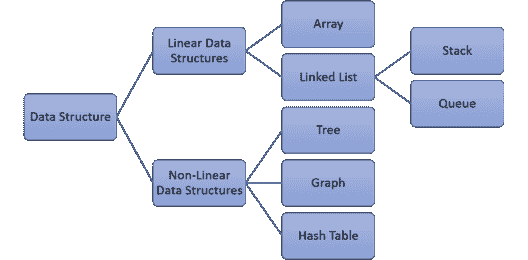 Data Structure
Linear Data
Structures
Array
Linked List
Stack
Queue
Non-Linear
Data Structures
Tree
Graph
Hash Table